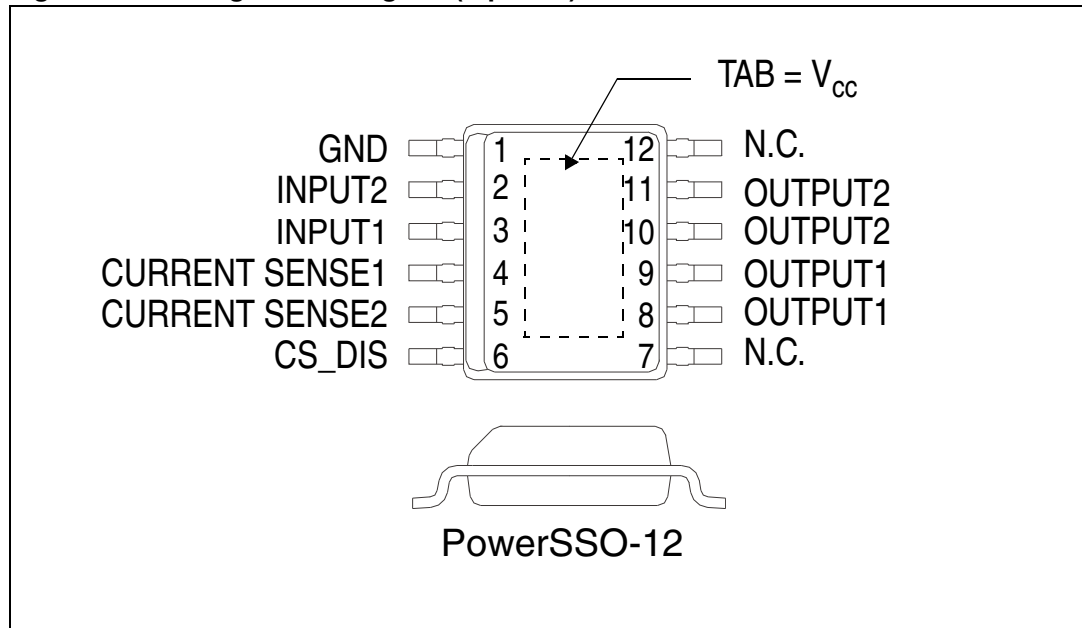 TAB = Vcc
GND 1 12 N.C.
INPUT2 2 11 OUTPUT2
INPUT1 3 10 OUTPUT2
CURRENT SENSE1 4 9 OUTPUT1
CURRENT SENSE2 5 8 OUTPUT1
CS_DIS 6 7 N.C.
PowerSSO-12